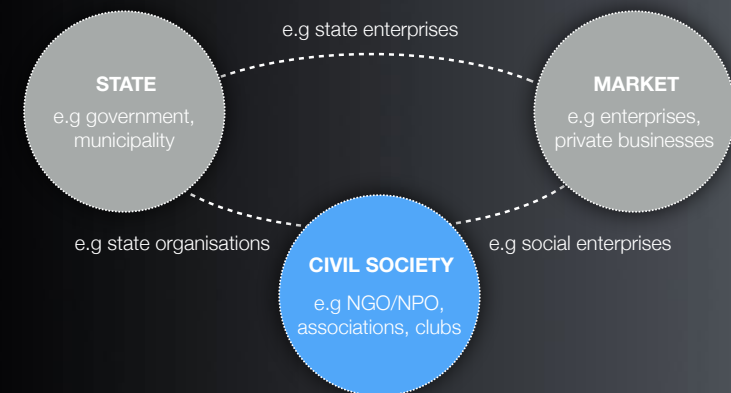 e.g state enterprises
STATE
e.g government,
municipality
MARKET
e.g enterprises,
private businesses
e.g state organisations
e.g social enterprises
CIVIL SOCIETY
e.g NGO/NPO,
associations, clubs